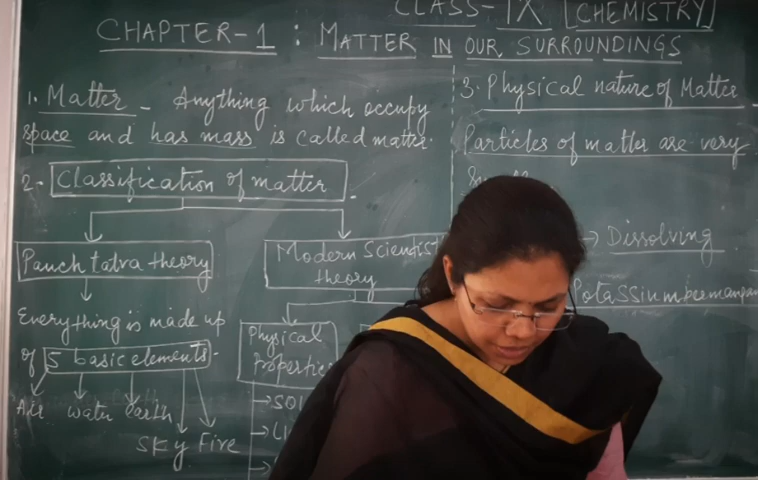 CLASS-IX [CHEMISTRY]
CHAPTER-1 : MATTER IN OUR SURROUNDINGS
1. Matter - Anything which occupy
space and has mass is called matter.
2- Classification of matter
Panch tatva theory
Modern Scientist
theory
Everything is made up
of 5 basic elements.
Air water earth
Sky Fire
Physical
→ SOL
→ LI
3. Physical nature of Matter
Particles of matter are very
→ Dissolving